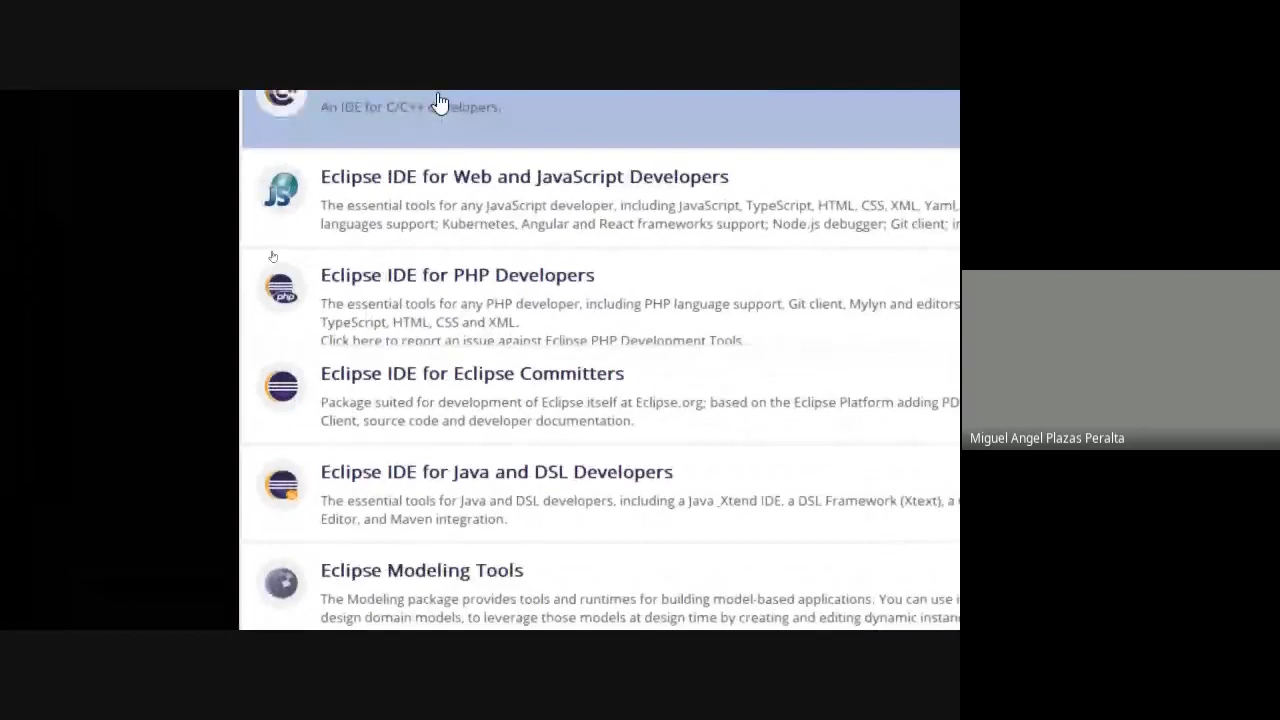 An IDE for C/C++ developers.
Eclipse IDE for Web and JavaScript Developers
The essential tools for any JavaScript developer, including JavaScript, TypeScript, HTML, CSS, XML, Yaml,
languages support; Kubernetes, Angular and React frameworks support; Node.js debugger; Git client;
Eclipse IDE for PHP Developers
The essential tools for any PHP developer, including PHP language support, Git client, Mylyn and editors
TypeScript, HTML, CSS and XML.
Click here to report an issue against Eclipse PHP Development Tools.
Eclipse IDE for Eclipse Committers
Package suited for development of Eclipse itself at Eclipse.org; based on the Eclipse Platform adding PD
Client, source code and developer documentation.
Eclipse IDE for Java and DSL Developers
The essential tools for Java and DSL developers, including a Java Xtend IDE, a DSL Framework (Xtext), a
Editor, and Maven integration.
Eclipse Modeling Tools
The Modeling package provides tools and runtimes for building model-based applications. You can use
design domain models, to leverage those models at design time by creating and editing dynamic
JS
php
Miguel Angel Plazas Peralta